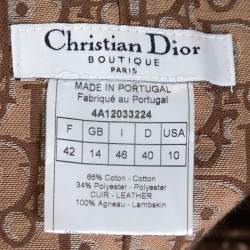 Christian Dior
BOUTIQUE
PARIS
MADE IN PORTUGAL
Fabriqué au Portugal
4A12033224
F GB I D USA
42 14 46 40 10
66% Coton - Cotton
34% Polyester - Polyester
CUIR - LEATHER
100% Agneau - Lambskin